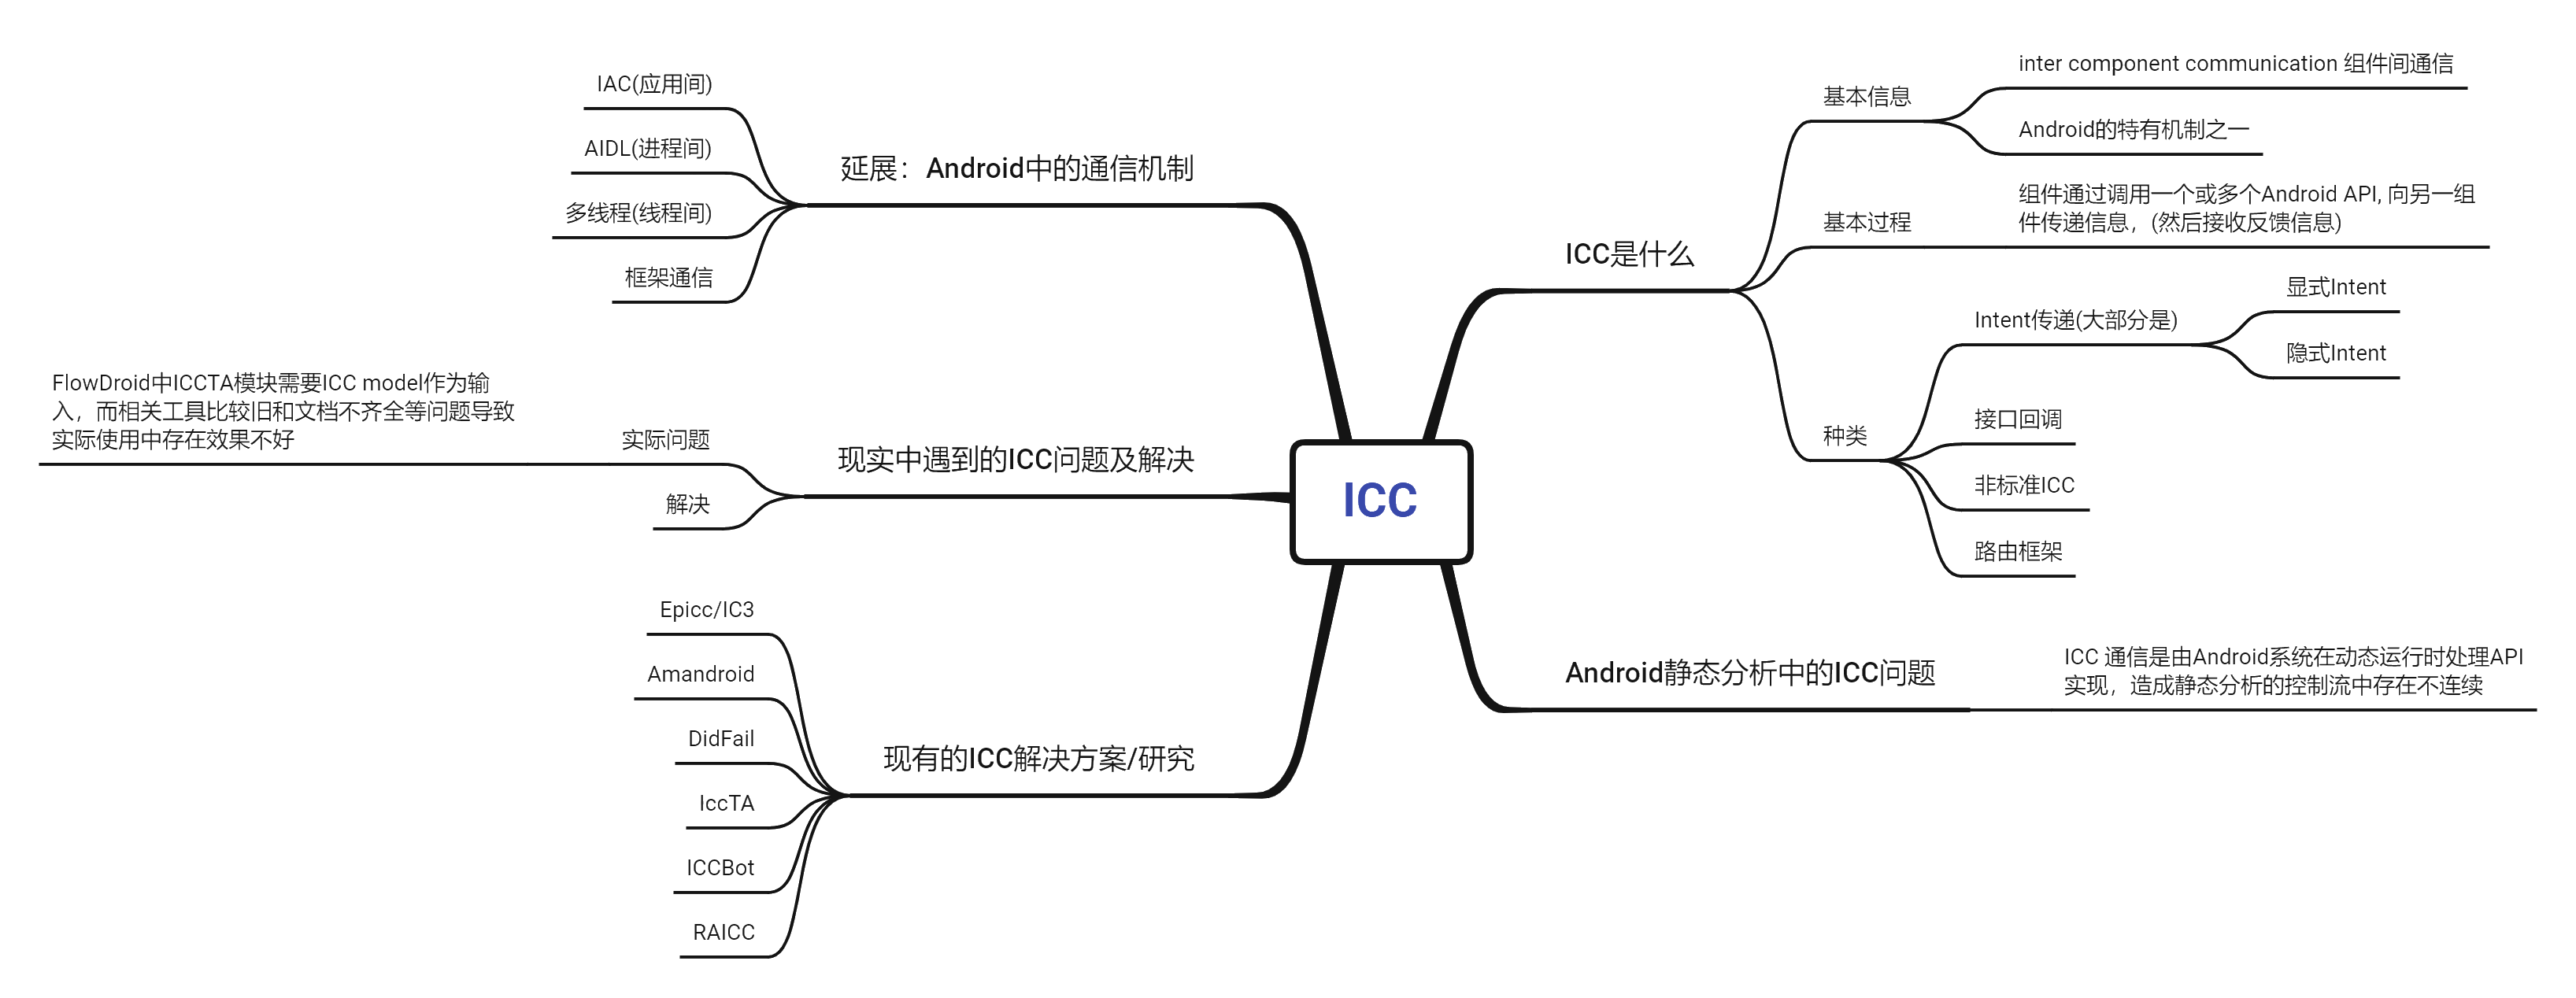 ICC
ICC是什么
基本信息
inter component communication 组件间通信
Android的特有机制之一
基本过程
组件通过调用一个或多个Android API, 向另一组
件传递信息，(然后接收反馈信息)
种类
Intent传递(大部分是)
显式Intent
隐式Intent
接口回调
非标准ICC
路由框架
Android静态分析中的ICC问题
ICC 通信是由Android系统在动态运行时处理API
实现，造成静态分析的控制流中存在不连续
延展：Android中的通信机制
IAC(应用间)
AIDL(进程间)
多线程(线程间)
框架通信
现实中遇到的ICC问题及解决
实际问题
FlowDroid中ICCTA模块需要ICC model作为输
入，而相关工具比较旧和文档不齐全等问题导致
实际使用中存在效果不好
解决
现有的ICC解决方案/研究
Epicc/IC3
Amandroid
DidFail
IccTA
ICCBot
RAICC